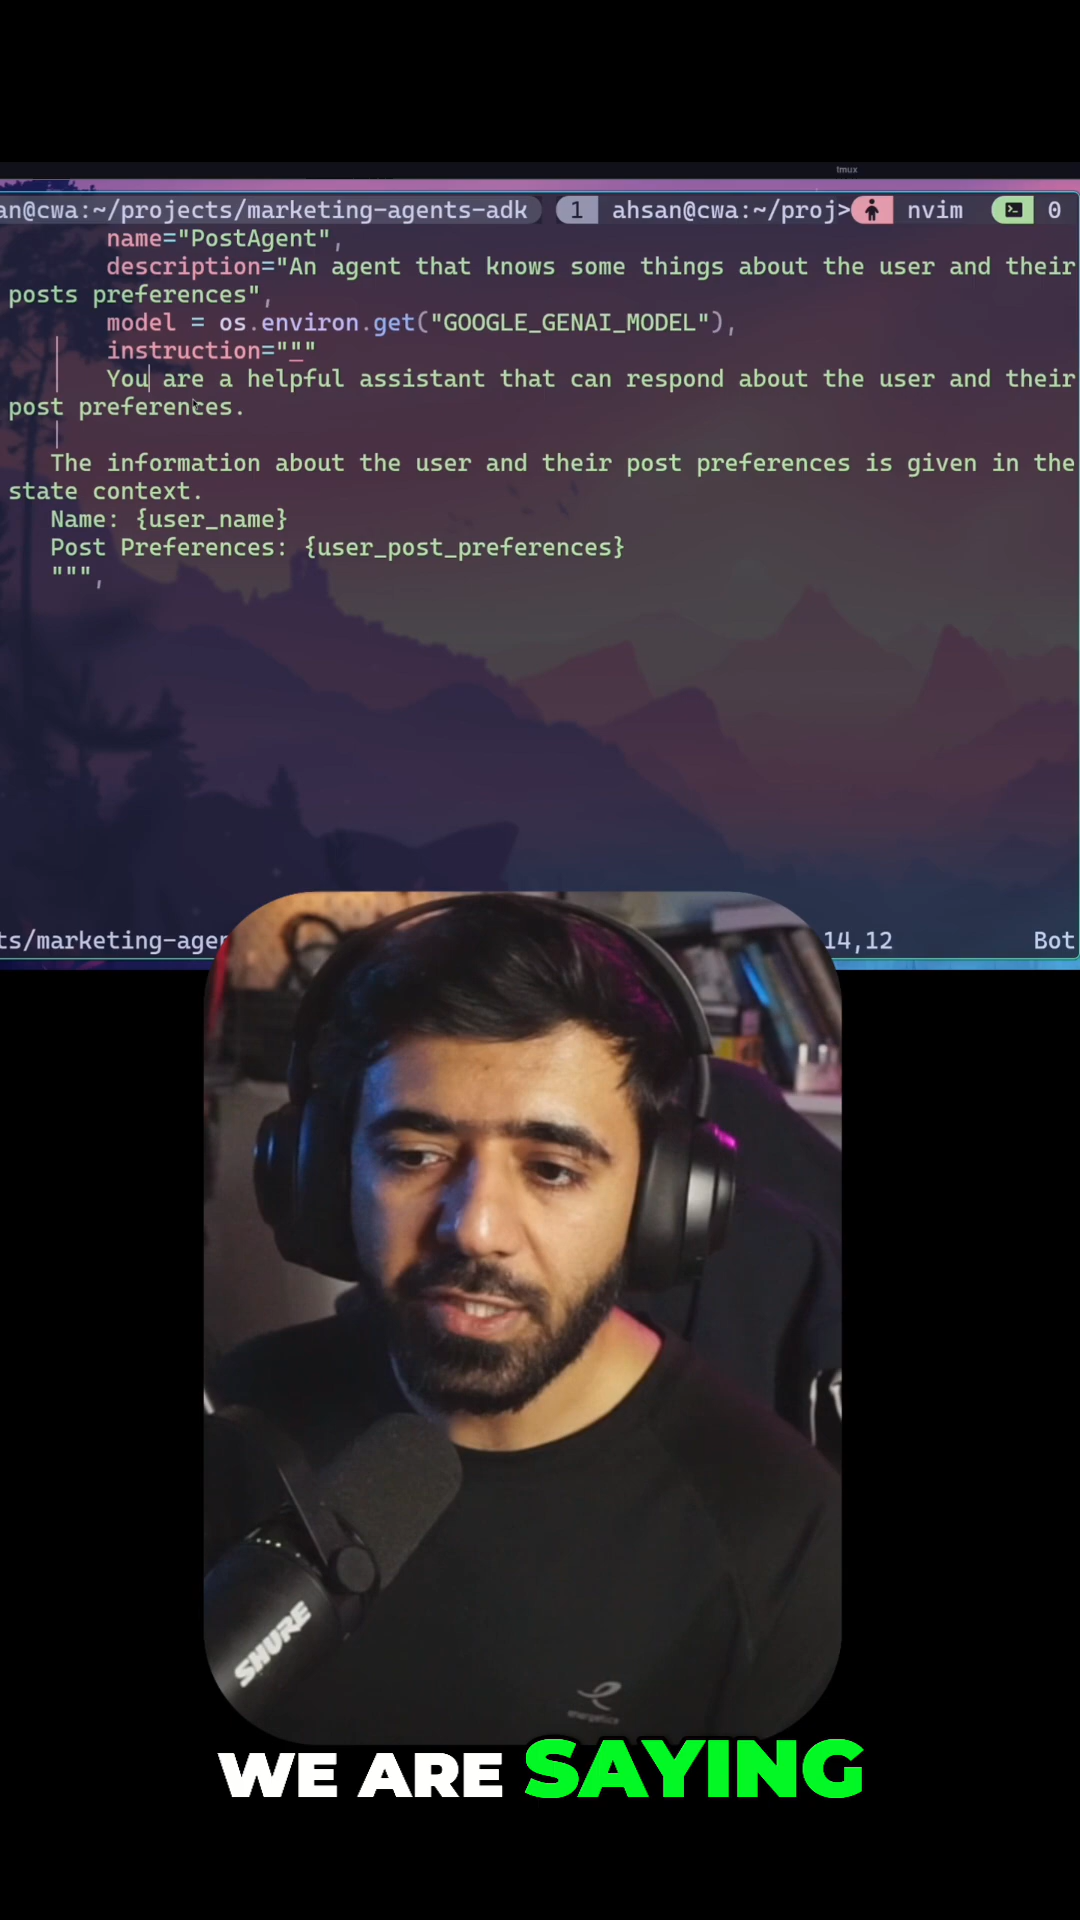 tmux
an@cwa:~/projects/marketing-agents-adk 1 ahsan@cwa:~/proj> nvim 0
name="PostAgent",
description="An agent that knows some things about the user and their
posts preferences",
model = os.environ.get("GOOGLE_GENAI_MODEL"),
instruction="""
You are a helpful assistant that can respond about the user and their
post preferences.
The information about the user and their post preferences is given in the
state context.
Name: {user_name}
Post Preferences: {user_post_preferences}
""",
ts/marketing-agen 14,12 Bot
SHURE
WE ARE SAYING